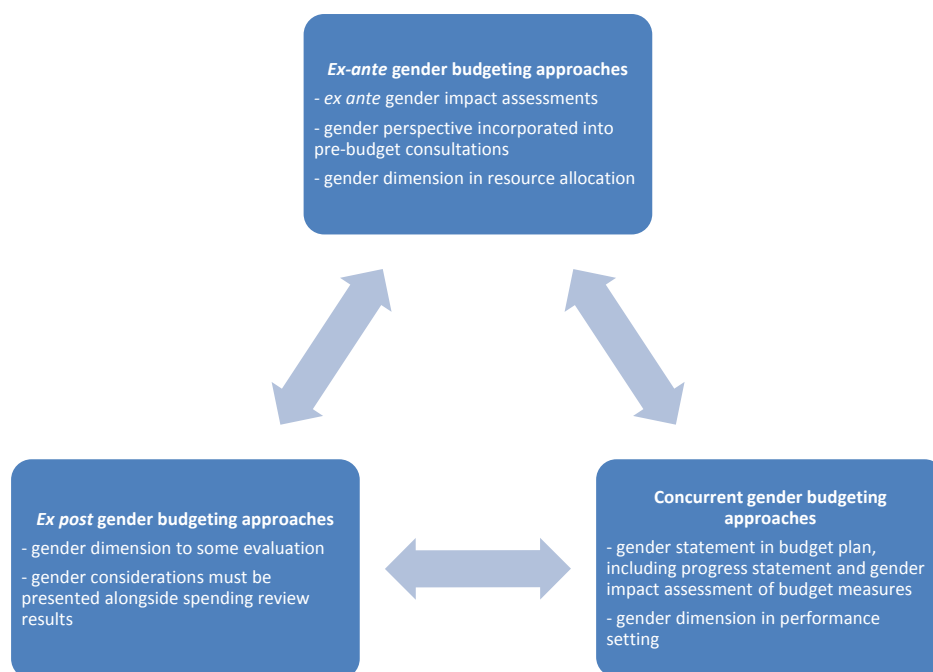 Ex-ante gender budgeting approaches
- ex ante gender impact assessments
- gender perspective incorporated into
pre-budget consultations
- gender dimension in resource allocation
Ex post gender budgeting approaches
- gender dimension to some evaluation
- gender considerations must be
presented alongside spending review
results
Concurrent gender budgeting
approaches
- gender statement in budget plan,
including progress statement and gender
impact assessment of budget measures
- gender dimension in performance
setting